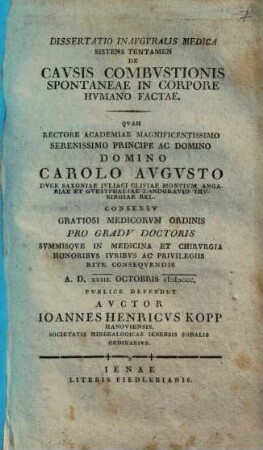 DISSERTATIO INAVGVRALIS MEDICA
SISTENS TENTAMEN
DE
CAVSIS COMBVSTIONIS
SPONTANEAE IN CORPORE
HVMANO FACTAE.
QVAM
RECTORE ACADEMIAE MAGNIFICENTISSIMO
SERENISSIMO PRINCIPE AC DOMINO
DOMINO
CAROLO AVGVSTO
DVCE SAXONIAE IVLIACI CLIVIAE MONTIVM ANGA-
RIAE ET GVESTPHALIAE LANDGRAVIO THV-
RINGIAE REL.
CONSENSV
GRATIOSI MEDICORVM ORDINIS
PRO GRADV DOCTORIS
SVMMISQVE IN MEDICINA ET CHIRVRGIA
HONORIBVS IVRIBVS AC PRIVILEGIIS
RITE CONSEQVENDIS
A. D. XXIII. OCTOBRIS
PVBLICE DEFENDET
AVCTOR
IOANNES HENRICVS KOPP
HANOVIENSIS.
SOCIETATIS MINERALOGICAE IENENSIS SODALIS
ORDINARIVS.
IENAE
LITERIS FIEDLERIANIS.